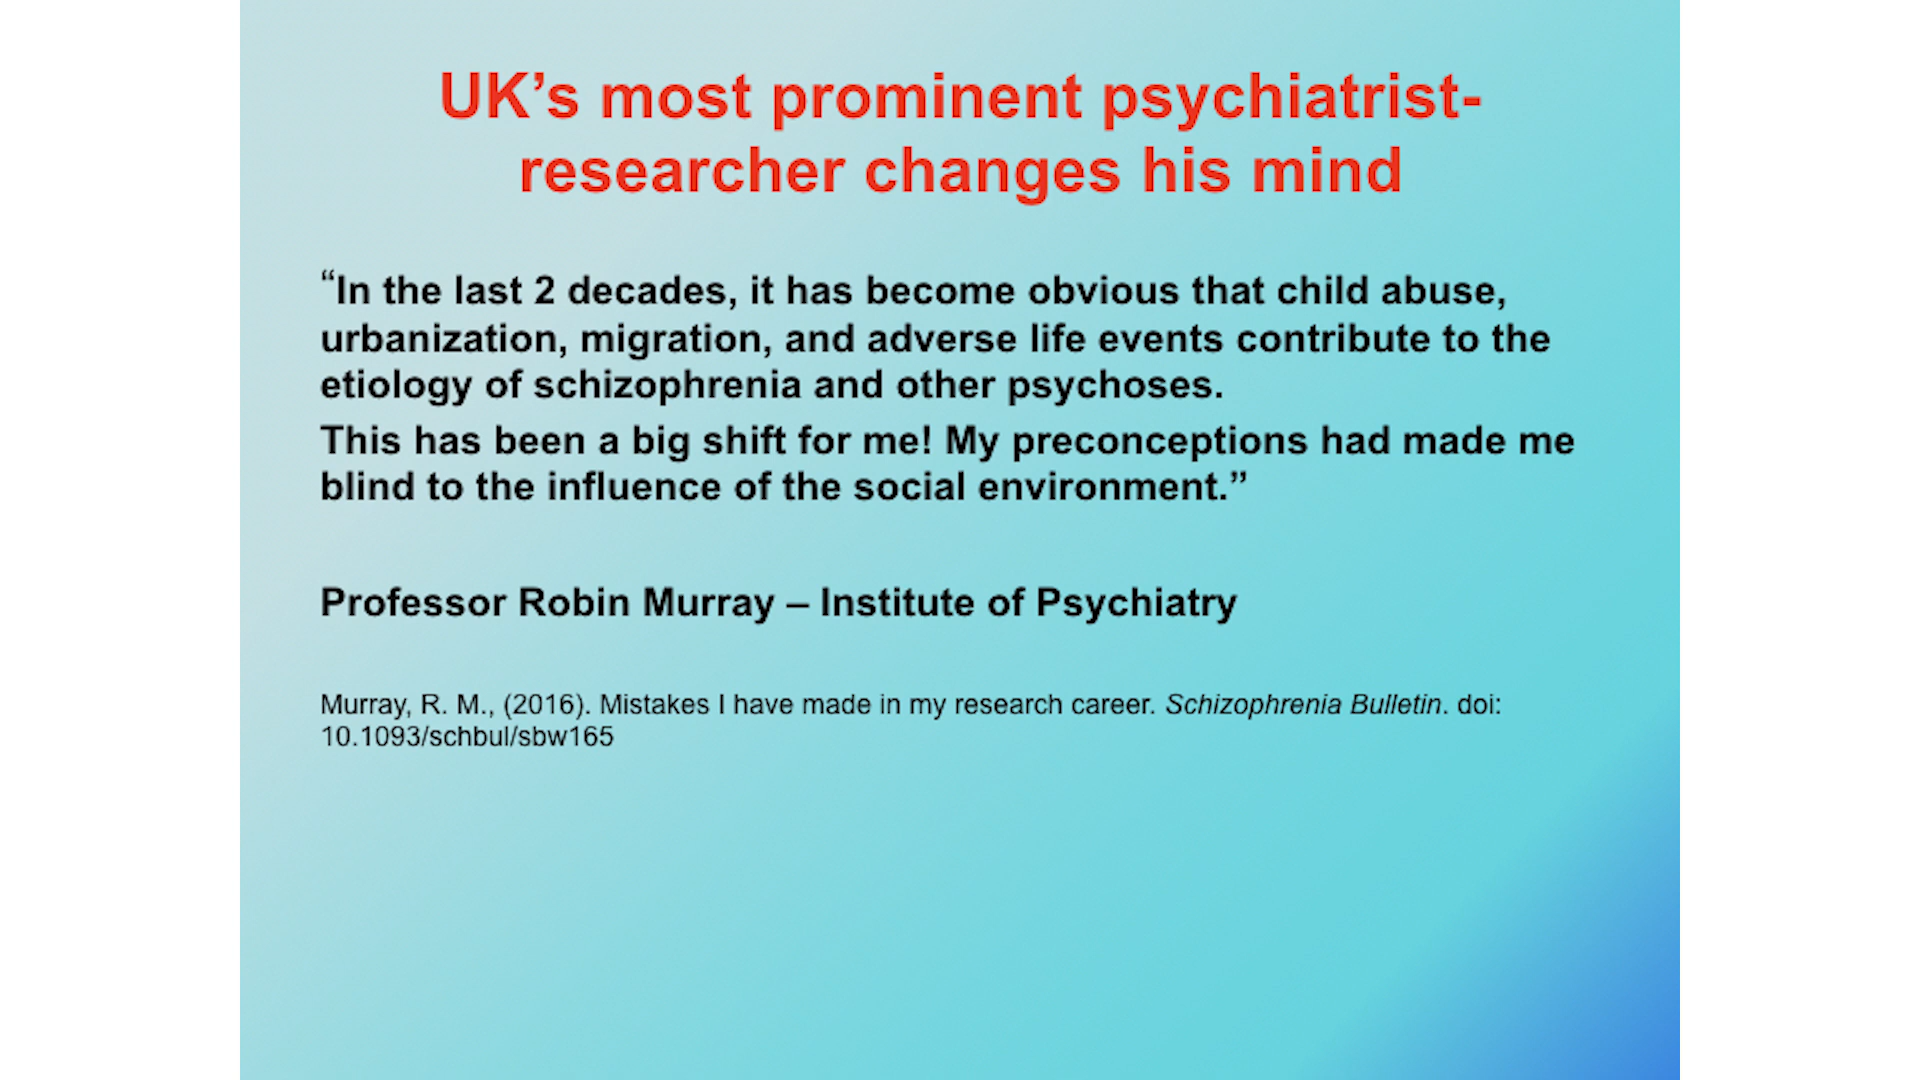 UK’s most prominent psychiatrist-
researcher changes his mind
“In the last 2 decades, it has become obvious that child abuse,
urbanization, migration, and adverse life events contribute to the
etiology of schizophrenia and other psychoses.
This has been a big shift for me! My preconceptions had made me
blind to the influence of the social environment.”
Professor Robin Murray – Institute of Psychiatry
Murray, R. M., (2016). Mistakes I have made in my research career. Schizophrenia Bulletin. doi:
10.1093/schbul/sbw165